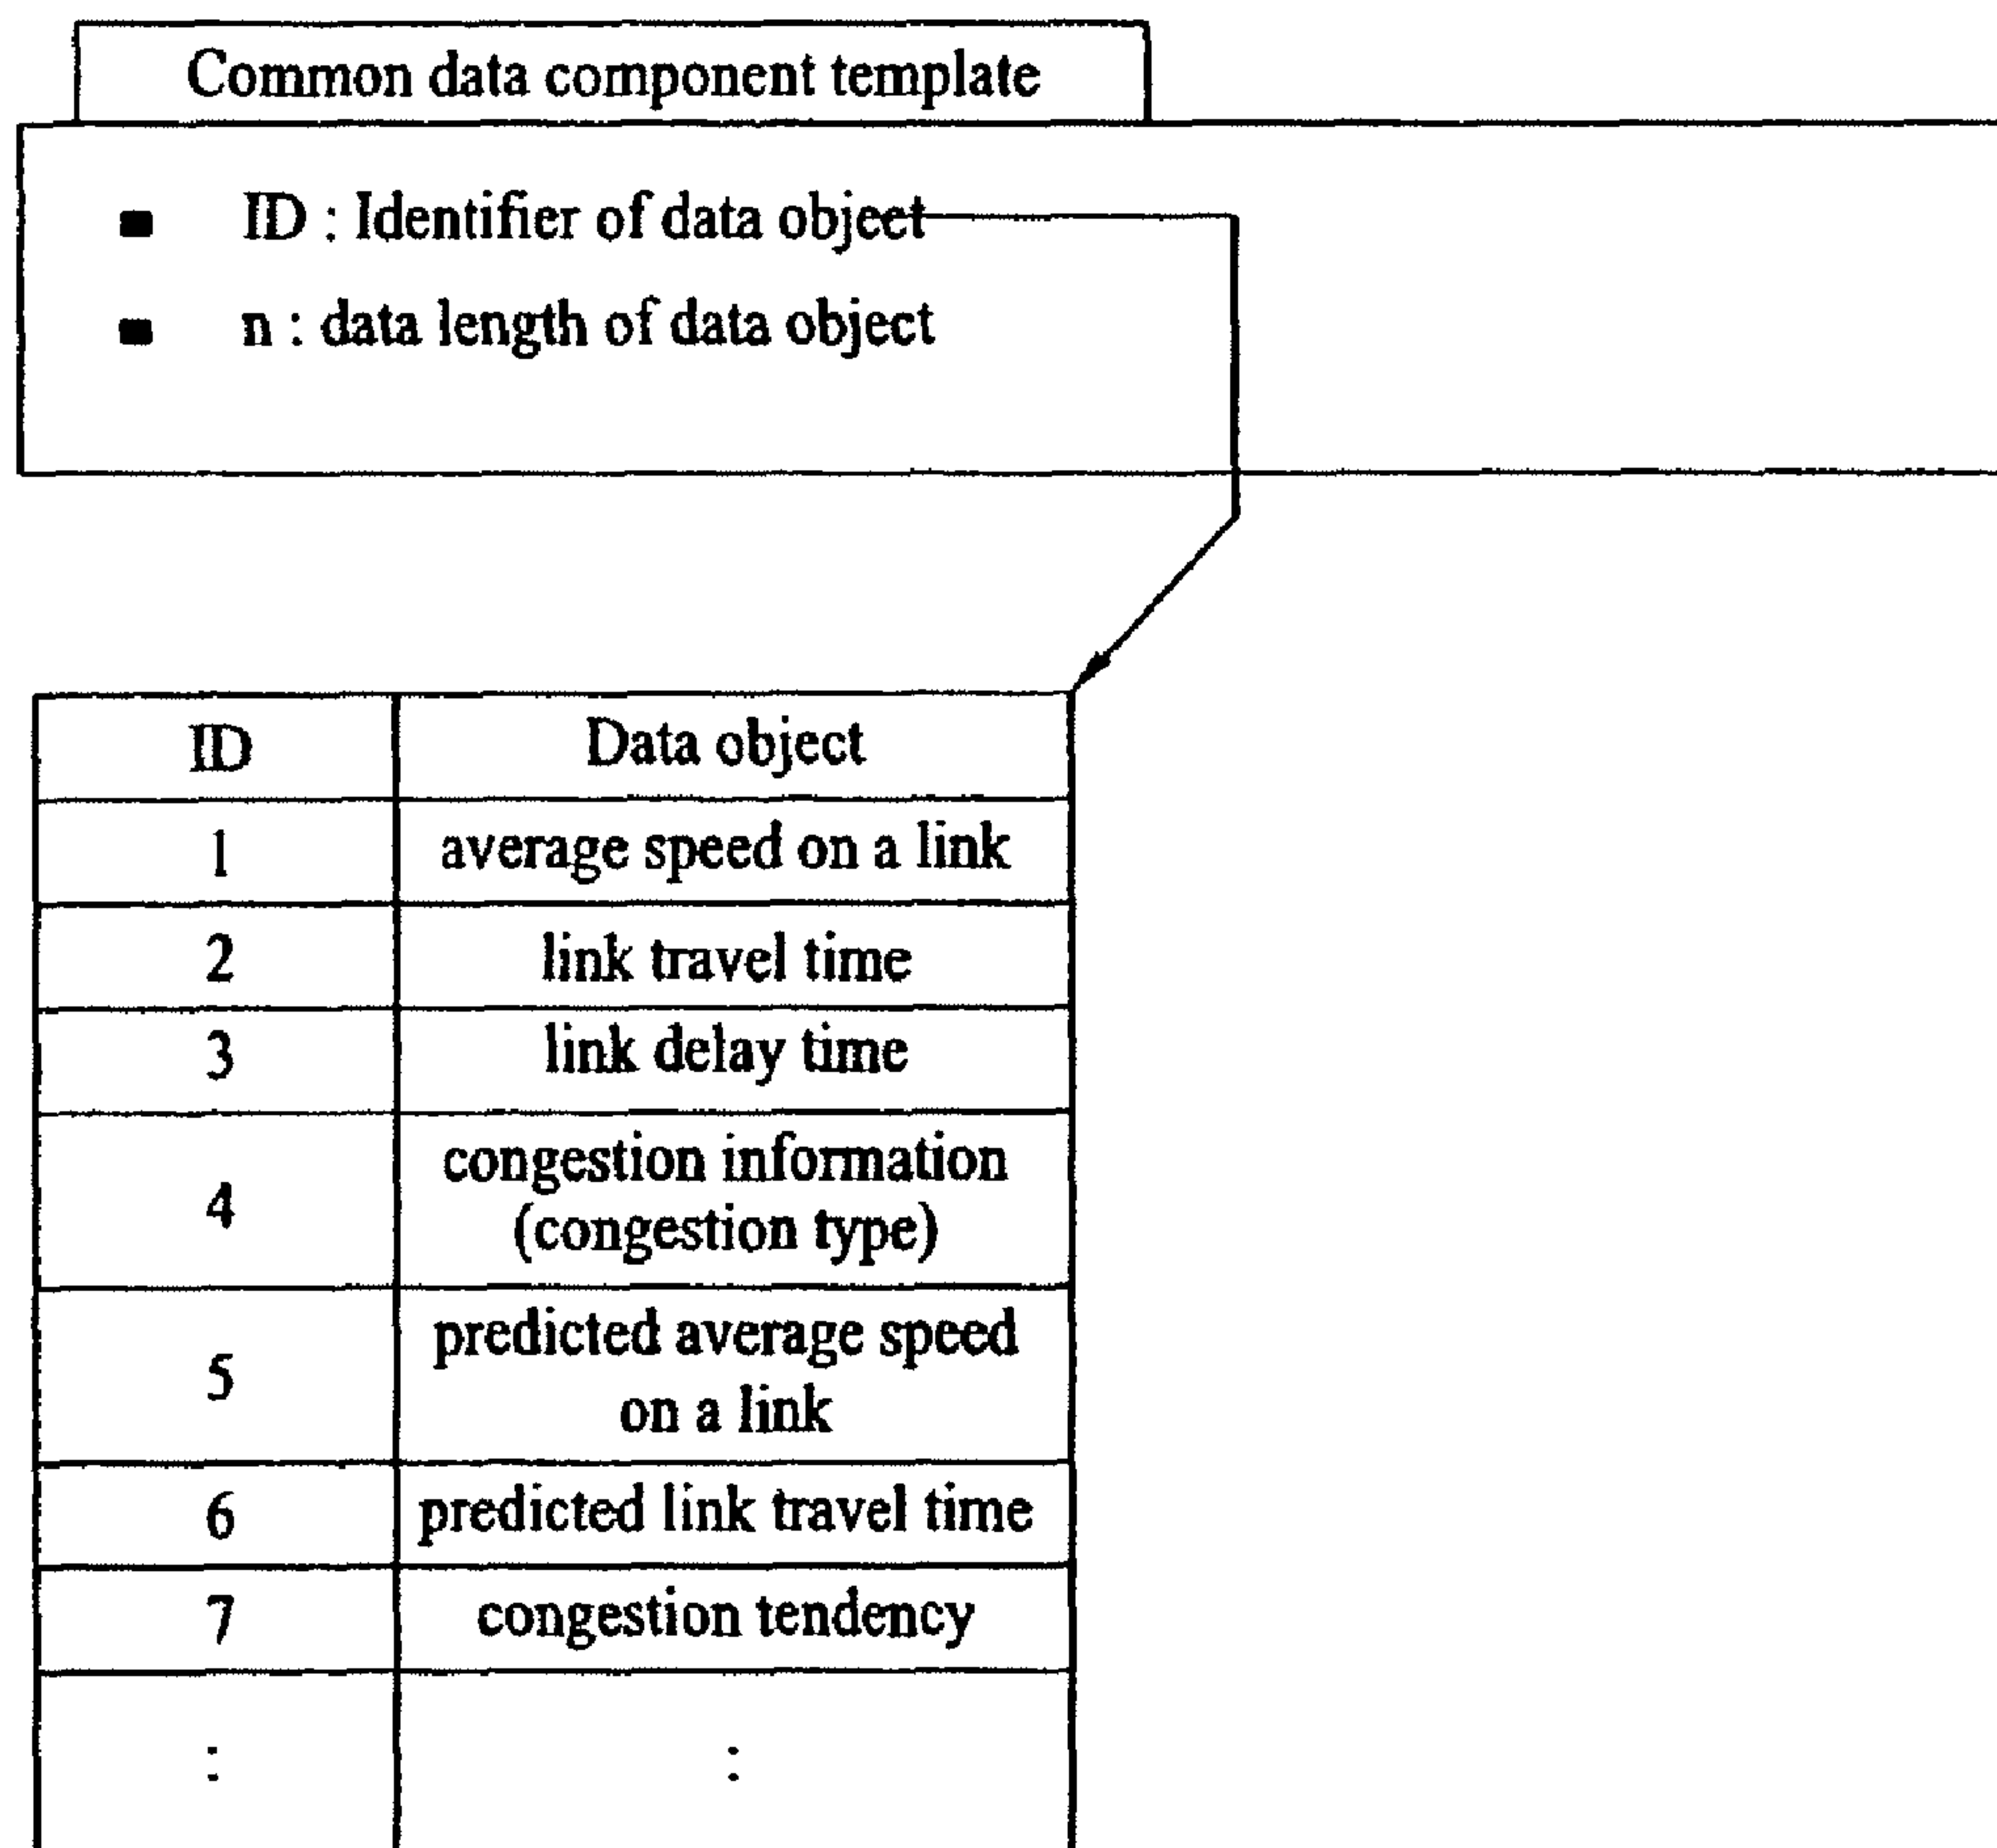 Common data component template
■ ID : Identifier of data object
■ n : data length of data object
ID Data object
1 average speed on a link
2 link travel time
3 link delay time
4 congestion information
(congestion type)
5 predicted average speed
on a link
6 predicted link travel time
7 congestion tendency
: :